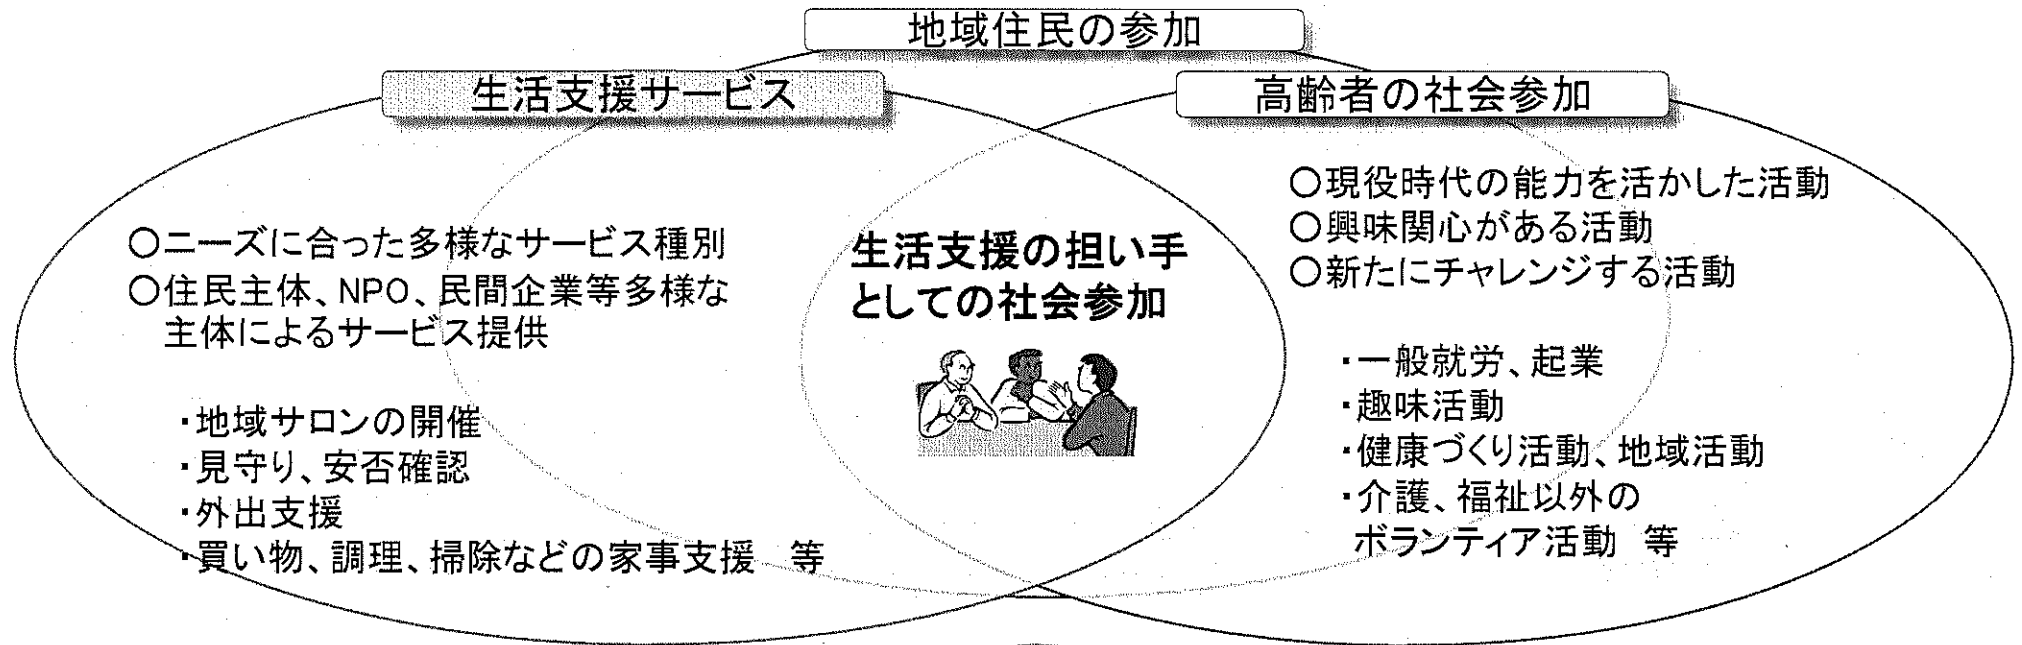 地域住民の参加
生活支援サービス
高齢者の社会参加
○ニーズに合った多様なサービス種別
○住民主体、NPO、民間企業等多様な
主体によるサービス提供
・地域サロンの開催
・見守り、安否確認
・外出支援
・買い物、調理、掃除などの家事支援 等
生活支援の担い手
としての社会参加
○現役時代の能力を活かした活動
○興味関心がある活動
○新たにチャレンジする活動
・一般就労、起業
・趣味活動
・健康づくり活動、地域活動
・介護、福祉以外の
ボランティア活動 等